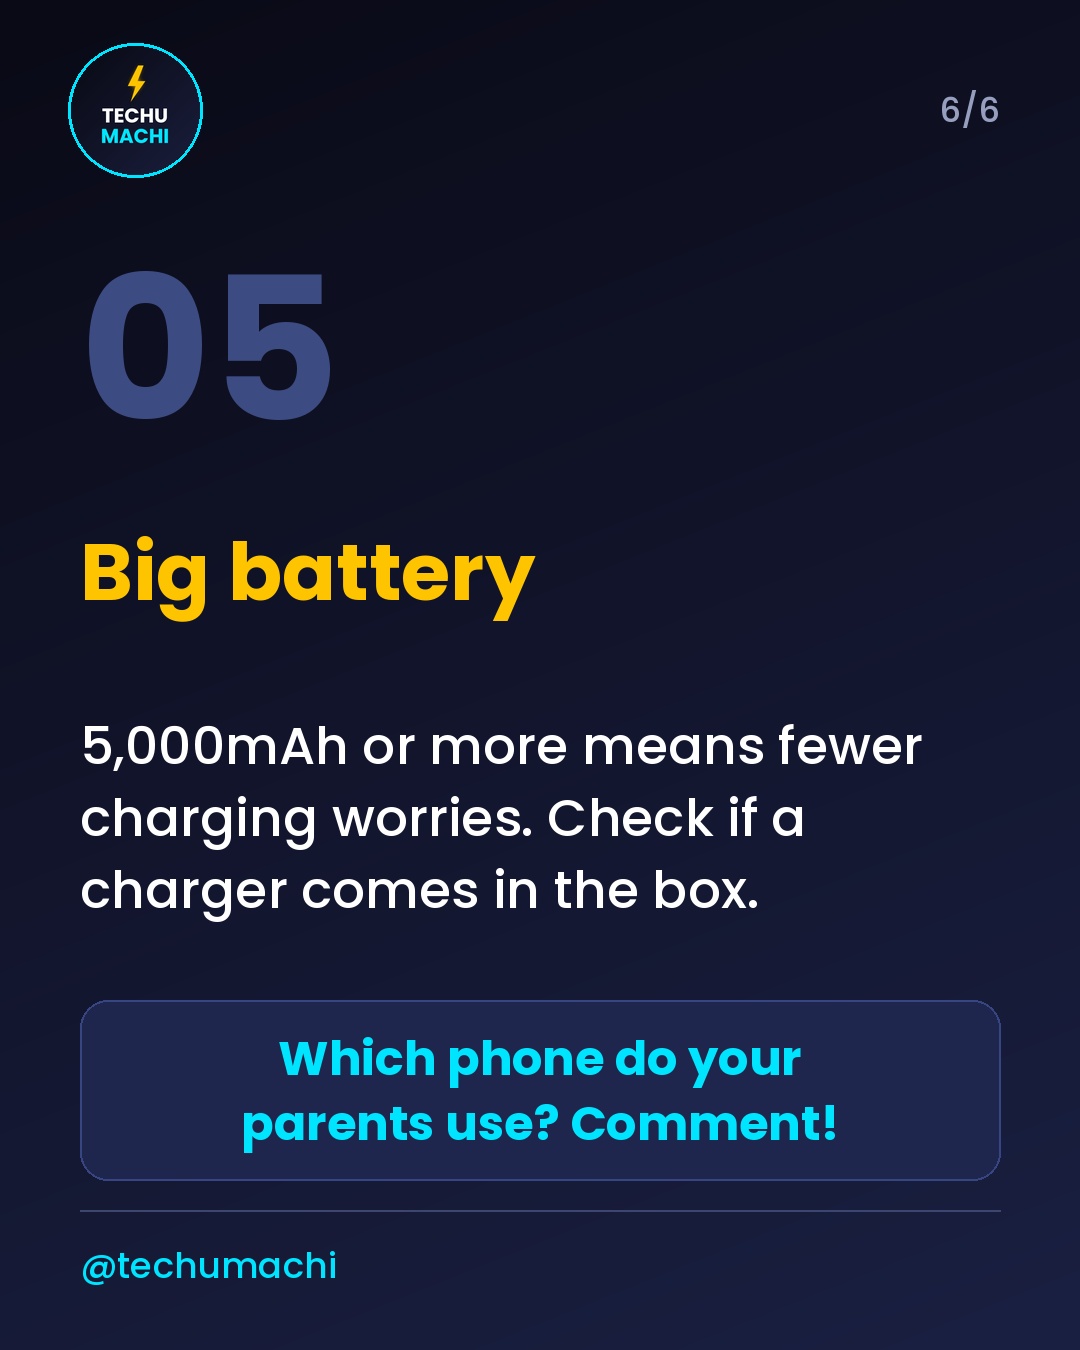 TECHU
MACHI
6/6
05
Big battery
5,000mAh or more means fewer
charging worries. Check if a
charger comes in the box.
Which phone do your
parents use? Comment!
@techumachi